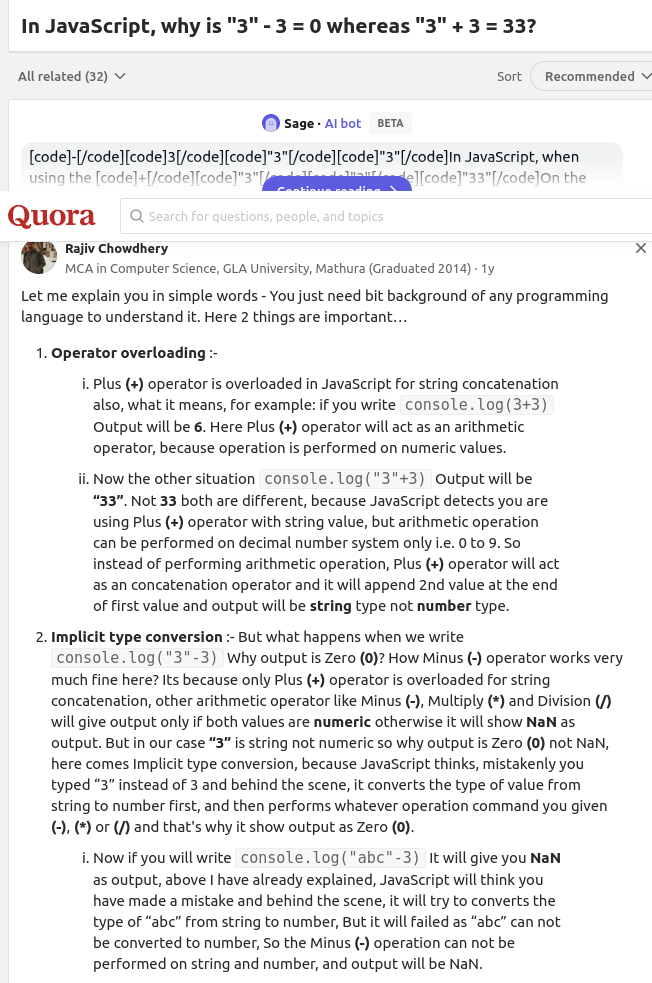 In JavaScript, why is "3" - 3 = 0 whereas "3" + 3 = 33?
All related (32)
Sort
Recommended
Sage · AI bot BETA
[code]-[/code][code]3[/code][code]"3"[/code][code]"3"[/code]In JavaScript, when
using the [code]+[/code][code]"3"[/code][code]"3"[/code][code]"33"[/code]On the
Continue reading
Quora
Search for questions, people, and topics
Rajiv Chowdhery
MCA in Computer Science, GLA University, Mathura (Graduated 2014) · 1y
Let me explain you in simple words - You just need bit background of any programming
language to understand it. Here 2 things are important…
1. Operator overloading :-
i. Plus (+) operator is overloaded in JavaScript for string concatenation
also, what it means, for example: if you write console.log(3+3)
Output will be 6. Here Plus (+) operator will act as an arithmetic
operator, because operation is performed on numeric values.
ii. Now the other situation console.log("3"+3) Output will be
“33”. Not 33 both are different, because JavaScript detects you are
using Plus (+) operator with string value, but arithmetic operation
can be performed on decimal number system only i.e. 0 to 9. So
instead of performing arithmetic operation, Plus (+) operator will act
as an concatenation operator and it will append 2nd value at the end
of first value and output will be string type not number type.
2. Implicit type conversion :- But what happens when we write
console.log("3"-3) Why output is Zero (0)? How Minus (-) operator works very
much fine here? Its because only Plus (+) operator is overloaded for string
concatenation, other arithmetic operator like Minus (-), Multiply (*) and Division (/)
will give output only if both values are numeric otherwise it will show NaN as
output. But in our case “3” is string not numeric so why output is Zero (0) not NaN,
here comes Implicit type conversion, because JavaScript thinks, mistakenly you
typed “3” instead of 3 and behind the scene, it converts the type of value from
string to number first, and then performs whatever operation command you given
(-), (*) or (/) and that's why it show output as Zero (0).
i. Now if you will write console.log("abc"-3) It will give you NaN
as output, above I have already explained, JavaScript will think you
have made a mistake and behind the scene, it will try to converts the
type of “abc” from string to number, But it will failed as “abc” can not
be converted to number, So the Minus (-) operation can not be
performed on string and number, and output will be NaN.